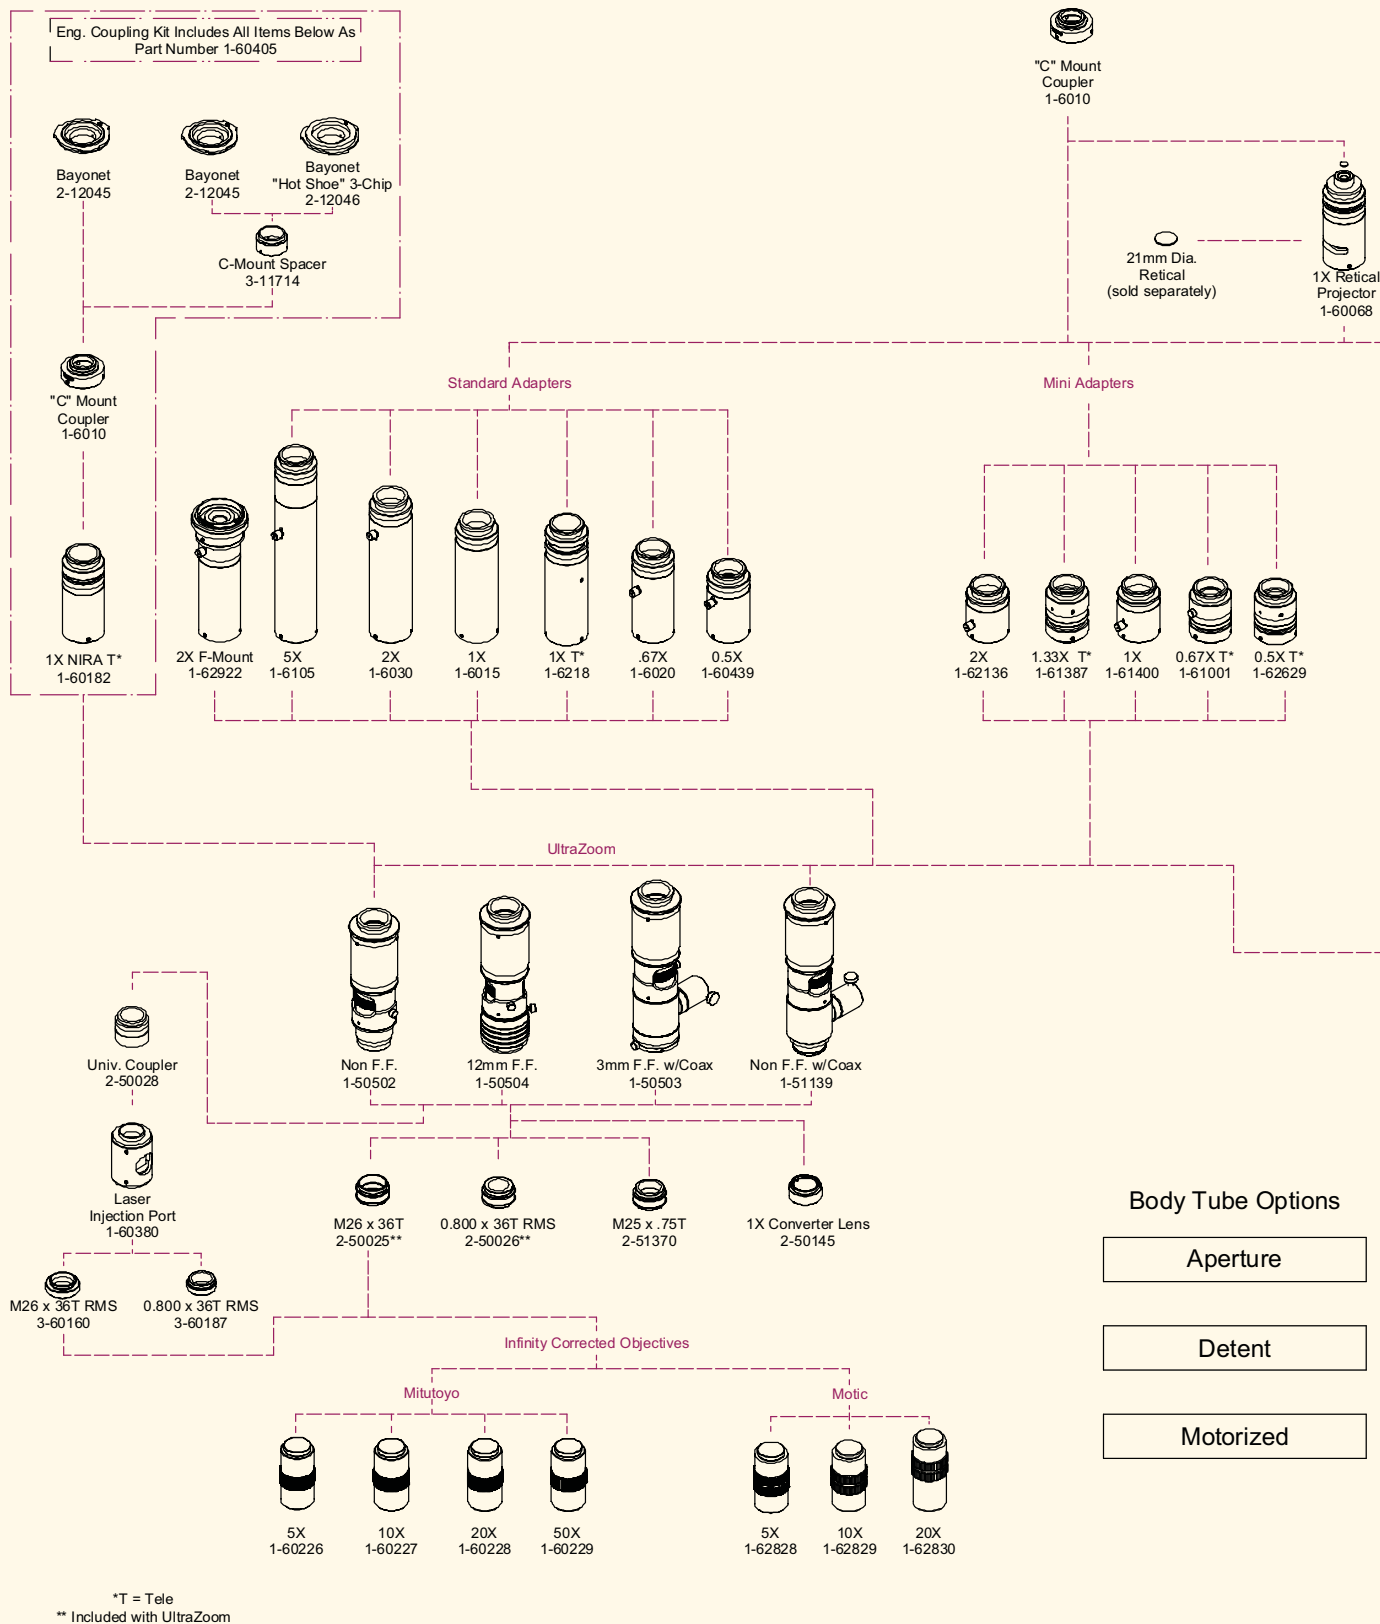 Eng. Coupling Kit Includes All Items Below As
Part Number 1-60405
"C" Mount
Coupler
1-6010
Bayonet
2-12045
Bayonet
2-12045
Bayonet
"Hot Shoe" 3-Chip
2-12046
C-Mount Spacer
3-11714
21mm Dia.
Retical
(sold separately)
1X Retical
Projector
1-60068
"C" Mount
Coupler
1-6010
Standard Adapters
Mini Adapters
1X NIRA T*
1-60182
2X F-Mount
1-62922
5X
1-6105
2X
1-6030
1X
1-6015
1X T*
1-6218
.67X
1-6020
0.5X
1-60439
2X
1-62136
1.33X T*
1-61387
1X
1-61400
0.67X T*
1-61001
0.5X T*
1-62629
UltraZoom
Univ. Coupler
2-50028
Non F.F.
1-50502
12mm F.F.
1-50504
3mm F.F. w/Coax
1-50503
Non F.F. w/Coax
1-51139
Laser
Injection Port
1-60380
M26 x 36T
2-50025**
0.800 x 36T RMS
2-50026**
M25 x .75T
2-51370
1X Converter Lens
2-50145
M26 x 36T RMS
3-60160
0.800 x 36T RMS
3-60187
Body Tube Options
Aperture
Detent
Motorized
Infinity Corrected Objectives
Mitutoyo
Motic
5X
1-60226
10X
1-60227
20X
1-60228
50X
1-60229
5X
1-62828
10X
1-62829
20X
1-62830
*T = Tele
** Included with UltraZoom